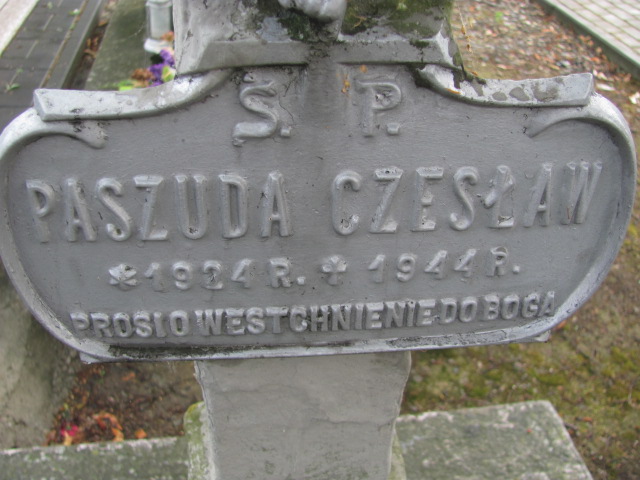 Ś. P.
PASZUDA CZESŁAW
*1924 R. + 1944 R.
PROSI O WESTCHNIENIE DO BOGA